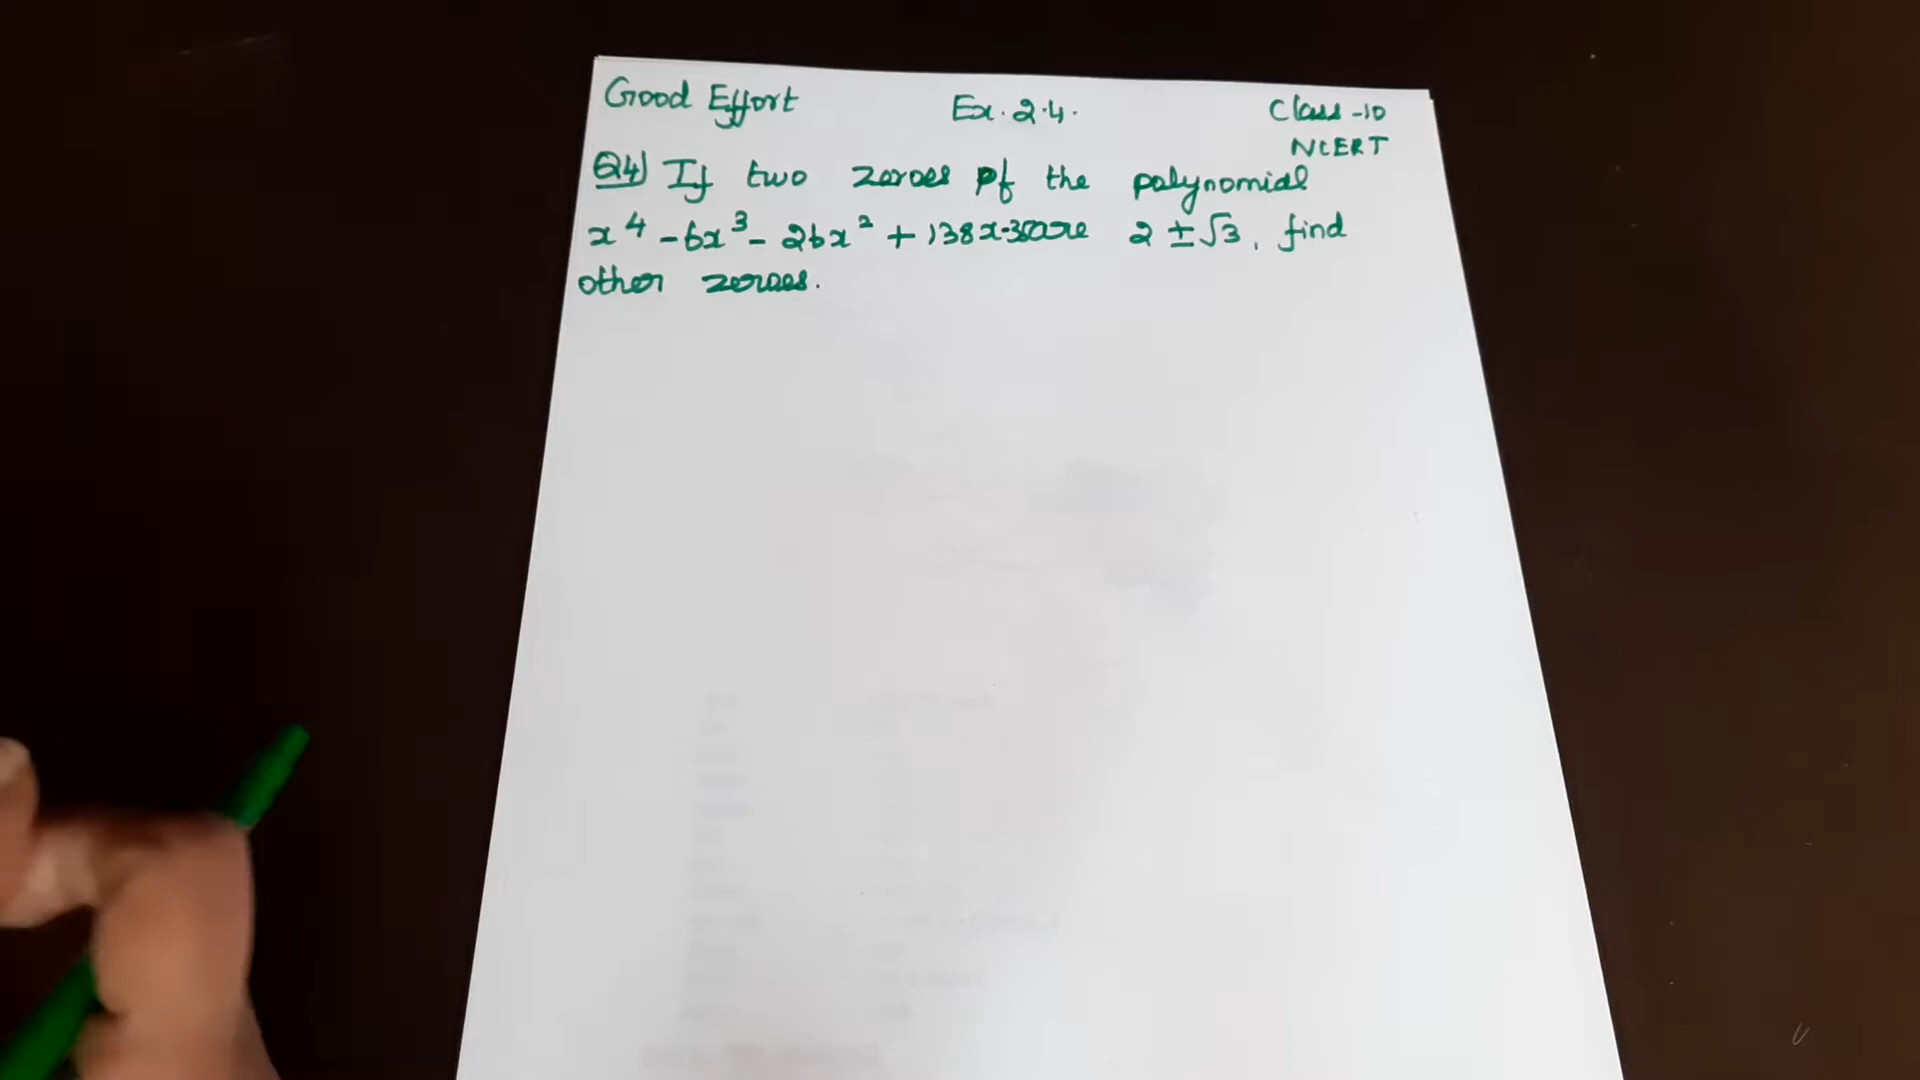 Good Effort Ex. 2.4. Class-10
NCERT
Q4) If two zeroes of the polynomial
x⁴ - 6x³ - 26x² + 138x - 35 are 2 ± √3, find
other zeroes.